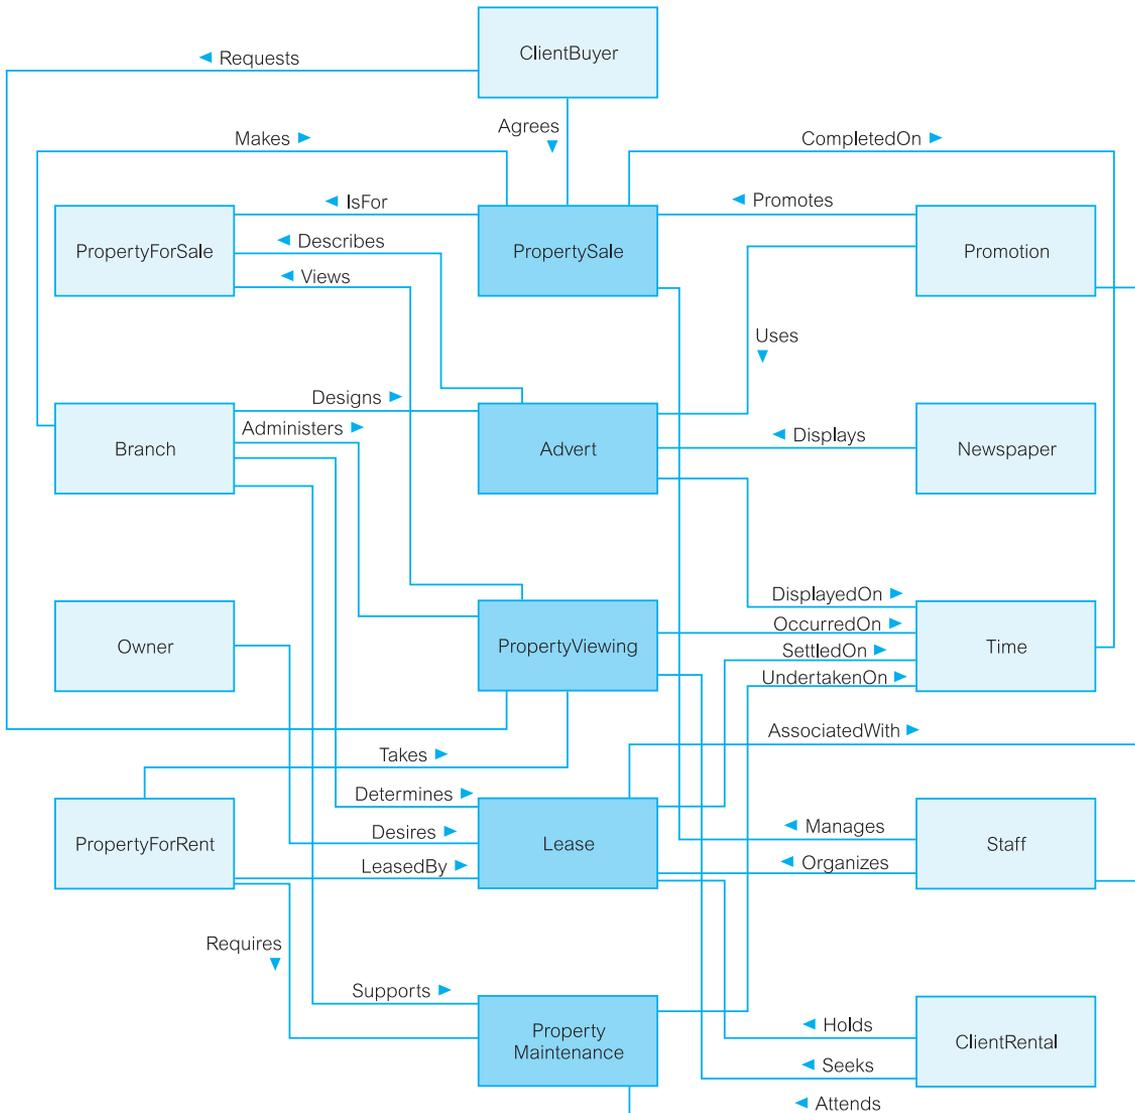 ClientBuyer
◄ Requests
Agrees
▼
Makes ►
CompletedOn ►
◄ IsFor
◄ Promotes
PropertyForSale
◄ Describes
PropertySale
Promotion
◄ Views
Uses
▼
Designs ►
Administers ►
◄ Displays
Branch
Advert
Newspaper
DisplayedOn ►
OccurredOn ►
Owner
PropertyViewing
SettledOn ►
Time
UndertakenOn ►
AssociatedWith ►
Takes ►
Determines ►
◄ Manages
Desires ►
PropertyForRent
Lease
Staff
LeasedBy ►
◄ Organizes
Requires
▼
Supports ►
◄ Holds
Property
Maintenance
ClientRental
◄ Seeks
◄ Attends